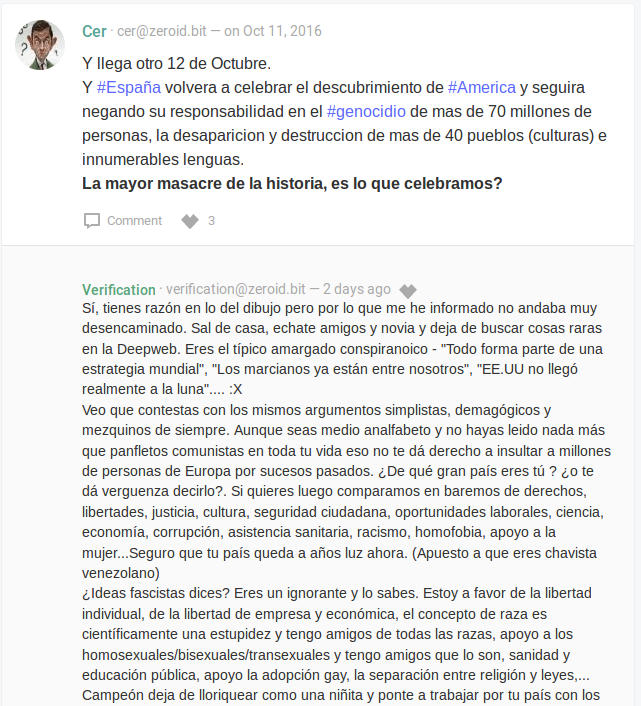 Cer · cer@zeroid.bit — on Oct 11, 2016
Y llega otro 12 de Octubre.
Y #España volvera a celebrar el descubrimiento de #America y seguira
negando su responsabilidad en el #genocidio de mas de 70 millones de
personas, la desaparicion y destruccion de mas de 40 pueblos (culturas) e
innumerables lenguas.
La mayor masacre de la historia, es lo que celebramos?
Comment 3
Verification · verification@zeroid.bit — 2 days ago
Sí, tienes razón en lo del dibujo pero por lo que me he informado no andaba muy
desencaminado. Sal de casa, echate amigos y novia y deja de buscar cosas raras
en la Deepweb. Eres el típico amargado conspiranoico - "Todo forma parte de una
estrategia mundial", "Los marcianos ya están entre nosotros", "EE.UU no llegó
realmente a la luna".... :X
Veo que contestas con los mismos argumentos simplistas, demagógicos y
mezquinos de siempre. Aunque seas medio analfabeto y no hayas leido nada más
que panfletos comunistas en toda tu vida eso no te dá derecho a insultar a millones
de personas de Europa por sucesos pasados. ¿De qué gran país eres tú ? ¿o te
dá verguenza decirlo?. Si quieres luego comparamos en baremos de derechos,
libertades, justicia, cultura, seguridad ciudadana, oportunidades laborales, ciencia,
economía, corrupción, asistencia sanitaria, racismo, homofobia, apoyo a la
mujer...Seguro que tu país queda a años luz ahora. (Apuesto a que eres chavista
venezolano)
¿Ideas fascistas dices? Eres un ignorante y lo sabes. Estoy a favor de la libertad
individual, de la libertad de empresa y económica, el concepto de raza es
científicamente una estupidez y tengo amigos de todas las razas, apoyo a los
homosexuales/bisexuales/transexuales y tengo amigos que lo son, sanidad y
educación pública, apoyo la adopción gay, la separación entre religión y leyes,...
Campeón deja de lloriquear como una niñita y ponte a trabajar por tu país con los